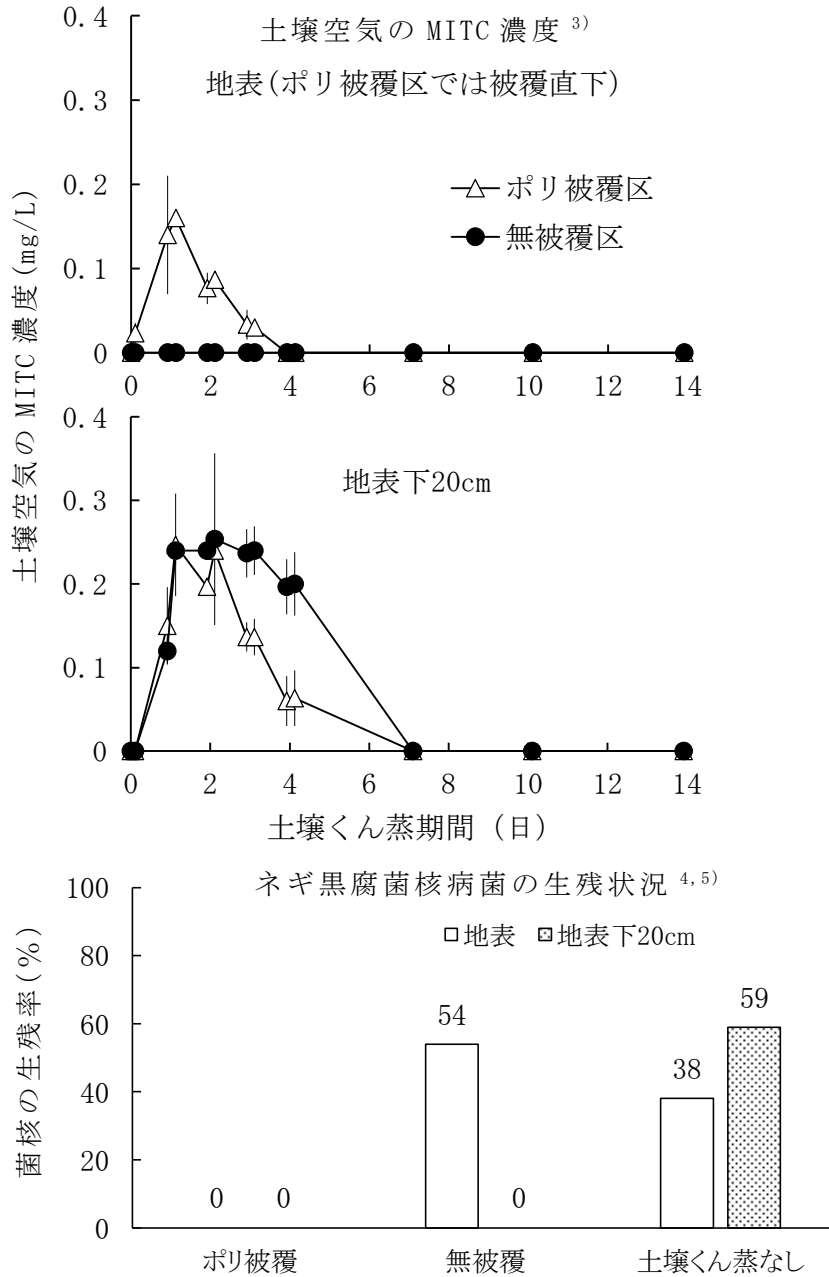 土壌空気の MITC 濃度 3)
地表(ポリ被覆区では被覆直下)
ポリ被覆区
無被覆区
0.4
0.3
0.2
0.1
0
0 2 4 6 8 10 12 14
土壌空気の MITC 濃度(mg/L)
地表下20cm
0.4
0.3
0.2
0.1
0
0 2 4 6 8 10 12 14
土壌くん蒸期間 (日)
ネギ黒腐菌核病菌の生残状況 4,5)
地表 地表下20cm
菌核の生残率(%)
100
80
60
40
20
0
0 0 54 0 38 59
ポリ被覆 無被覆 土壌くん蒸なし